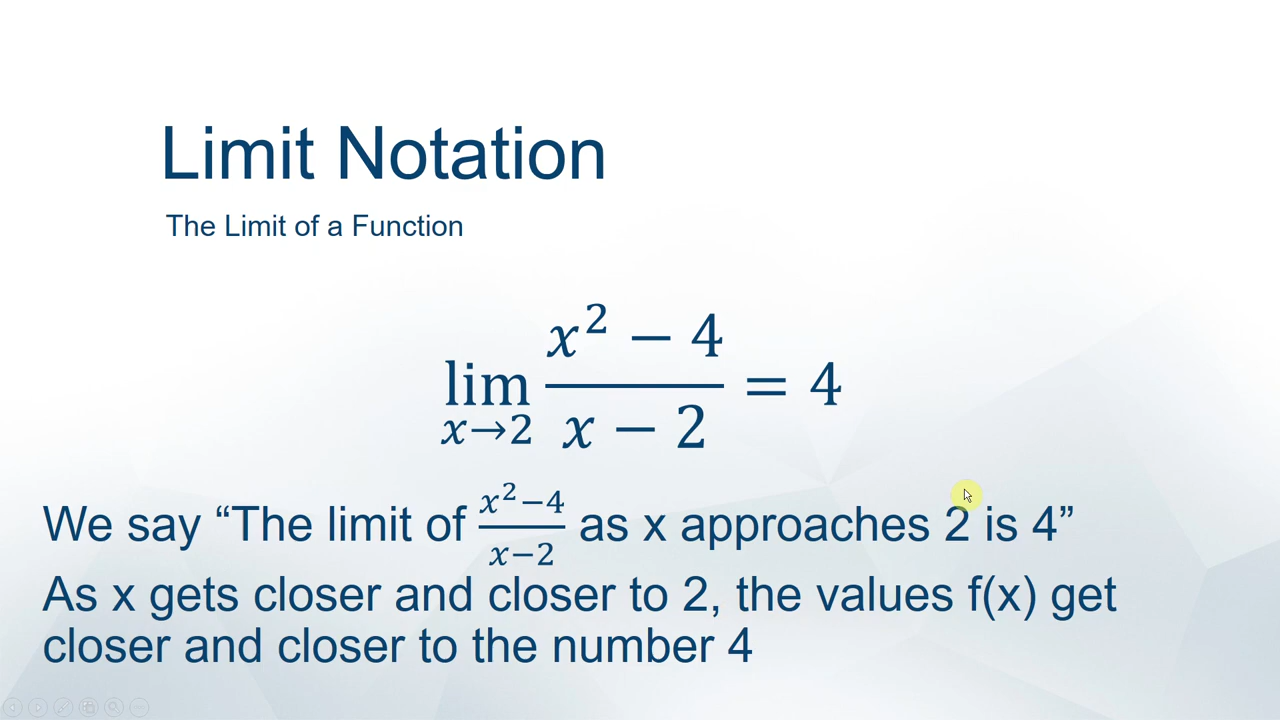 Limit Notation
The Limit of a Function
lim x→2 (x² − 4)/(x − 2) = 4
We say “The limit of (x²−4)/(x−2) as x approaches 2 is 4”
As x gets closer and closer to 2, the values f(x) get
closer and closer to the number 4